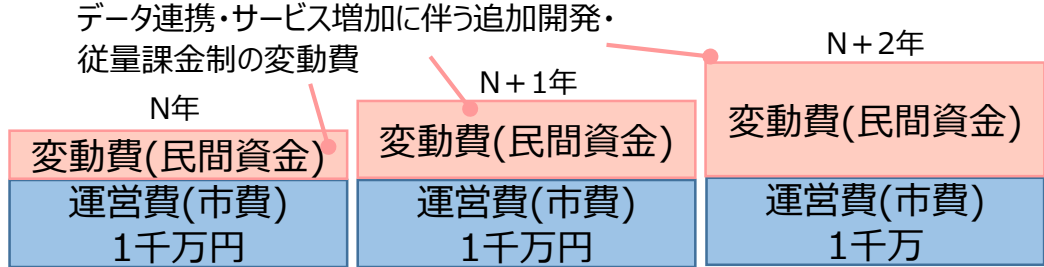 データ連携・サービス増加に伴う追加開発・
従量課金制の変動費
N年
N+1年
N+2年
変動費(民間資金)
変動費(民間資金)
変動費(民間資金)
運営費(市費)
1千万円
運営費(市費)
1千万円
運営費(市費)
1千万